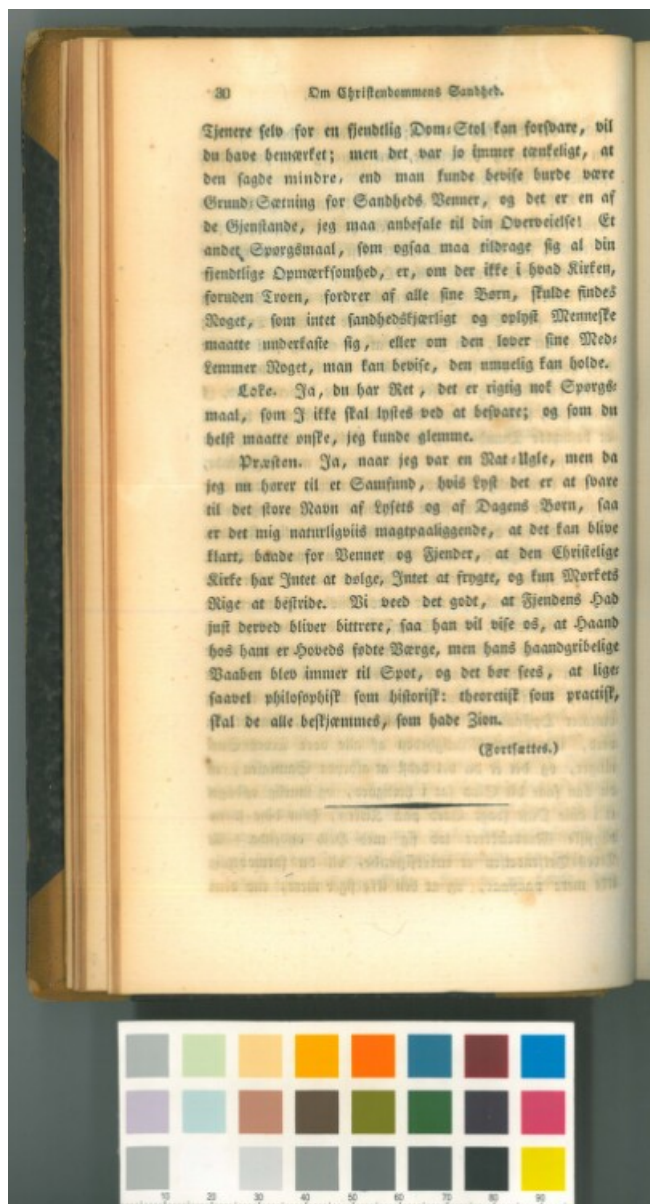 30 Om Christendommens Sandhed.
Tjenere selv for en fjendtlig Dom-Stol kan forsvare, vil
du have bemærket; men det var jo immer tænkeligt, at
den sagde mindre, end man kunde bevise burde være
Grund-Sætning for Sandheds Venner, og det er en af
de Gjenstande, jeg maa anbefale til din Overveielse! Et
andet Spørgsmaal, som ogsaa maa tildrage sig al din
fjendtlige Opmærksomhed, er, om der ikke i hvad Kirken,
foruden Troen, fordrer af alle sine Børn, skulde findes
Noget, som intet sandhedskjærligt og oplyst Menneske
maatte underkaste sig, eller om den lover sine Med-
Lemmer Noget, man kan bevise, den umuelig kan holde.
Loke. Ja, du har Ret, det er rigtig nok Spørgs-
maal, som I ikke skal lystes ved at besvare; og som du
helst maatte ønske, jeg kunde glemme.
Præsten. Ja, naar jeg var en Nat-Ugle, men da
jeg nu hører til et Samfund, hvis Lyst det er at svare
til det store Navn af Lysets og af Dagens Børn, saa
er det mig naturligviis magtpaaliggende, at det kan blive
klart, baade for Venner og Fjender, at den Christelige
Kirke har Intet at dølge, Intet at frygte, og kun Mørkets
Rige at bestride. Vi veed det godt, at Fjendens Had
just derved bliver bittrere, saa han vil vise os, at Haand
hos ham er Hoveds fødte Værge, men hans haandgribelige
Vaaben blev immer til Spot, og det bør sees, at lige-
saavel philosophisk som historisk: theoretisk som practisk,
skal de alle beskjæmmes, som hade Zion.
(Fortsættes.)
10 20 30 40 50 60 70 80 90